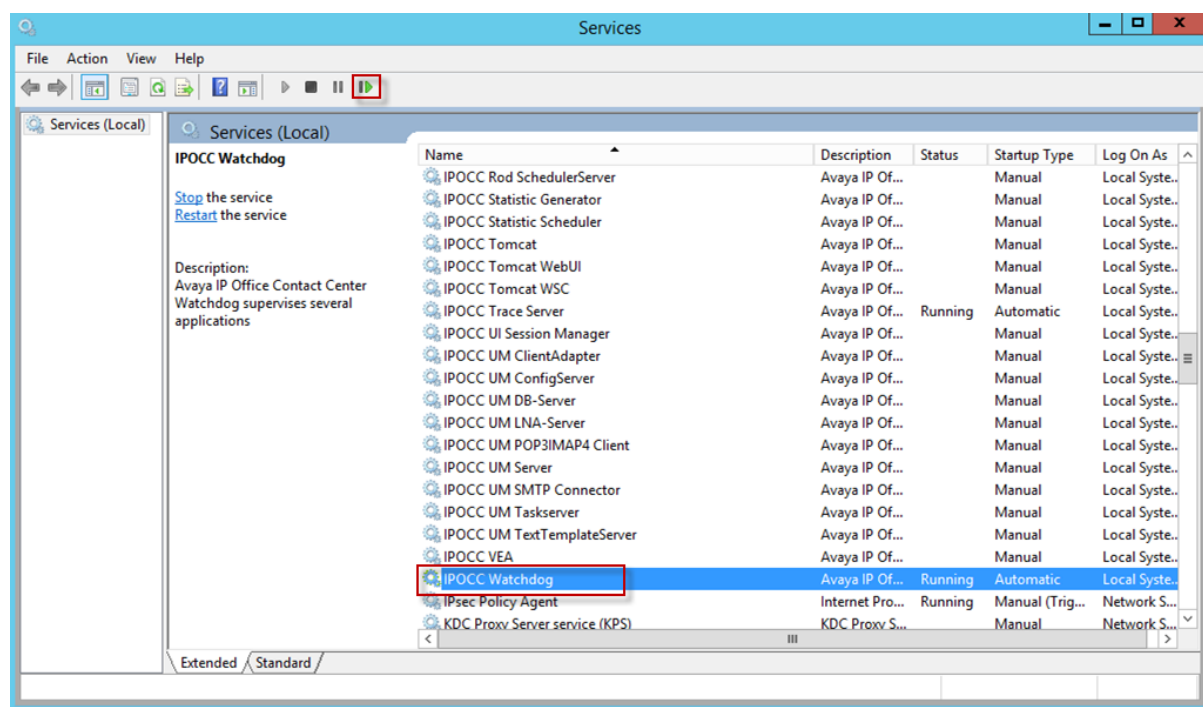 Services
File Action View Help
Services (Local)
Services (Local)
IPOCC Watchdog
Stop the service
Restart the service
Description:
Avaya IP Office Contact Center
Watchdog supervises several
applications
Name Description Status Startup Type Log On As
IPOCC Rod SchedulerServer Avaya IP Of... Manual Local Syste..
IPOCC Statistic Generator Avaya IP Of... Manual Local Syste..
IPOCC Statistic Scheduler Avaya IP Of... Manual Local Syste..
IPOCC Tomcat Avaya IP Of... Manual Local Syste..
IPOCC Tomcat WebUI Avaya IP Of... Manual Local Syste..
IPOCC Tomcat WSC Avaya IP Of... Manual Local Syste..
IPOCC Trace Server Avaya IP Of... Running Automatic Local Syste..
IPOCC UI Session Manager Avaya IP Of... Manual Local Syste..
IPOCC UM ClientAdapter Avaya IP Of... Manual Local Syste..
IPOCC UM ConfigServer Avaya IP Of... Manual Local Syste..
IPOCC UM DB-Server Avaya IP Of... Manual Local Syste..
IPOCC UM LNA-Server Avaya IP Of... Manual Local Syste..
IPOCC UM POP3IMAP4 Client Avaya IP Of... Manual Local Syste..
IPOCC UM Server Avaya IP Of... Manual Local Syste..
IPOCC UM SMTP Connector Avaya IP Of... Manual Local Syste..
IPOCC UM Taskserver Avaya IP Of... Manual Local Syste..
IPOCC UM TextTemplateServer Avaya IP Of... Manual Local Syste..
IPOCC VEA Avaya IP Of... Manual Local Syste..
IPOCC Watchdog Avaya IP Of... Running Automatic Local Syste..
IPsec Policy Agent Internet Pro... Running Manual (Trig... Network S...
KDC Proxy Server service (KPS) KDC Proxy S... Manual Network S...
Extended Standard